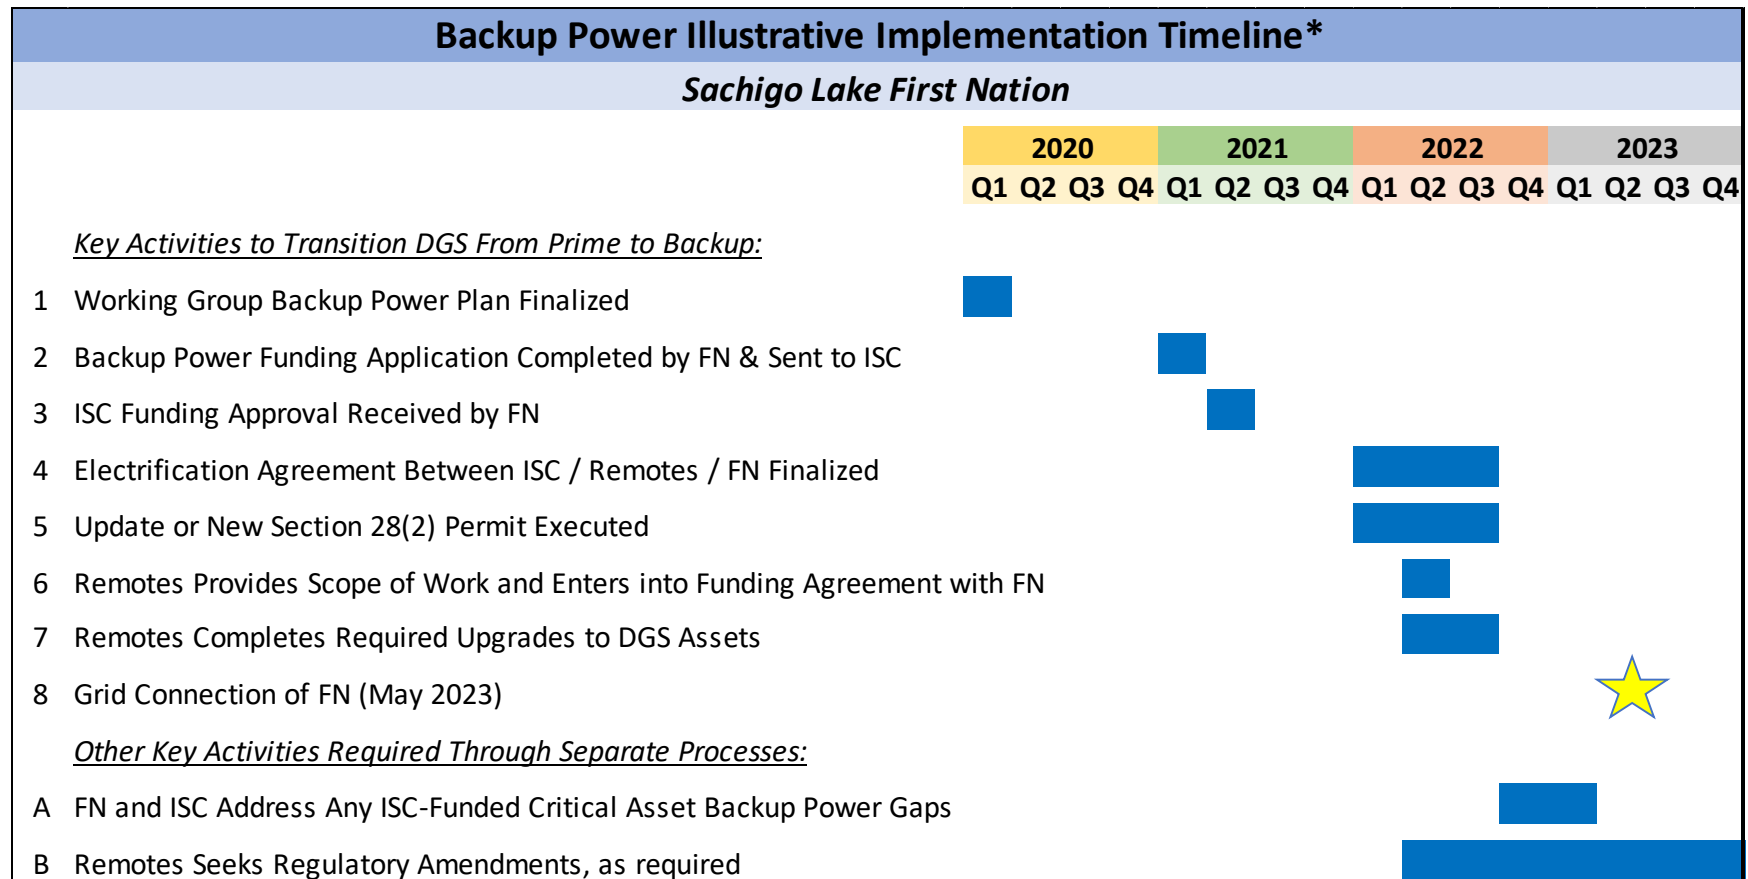 Backup Power Illustrative Implementation Timeline*
Sachigo Lake First Nation
2020 2021 2022 2023
Q1 Q2 Q3 Q4 Q1 Q2 Q3 Q4 Q1 Q2 Q3 Q4 Q1 Q2 Q3 Q4
Key Activities to Transition DGS From Prime to Backup:
1 Working Group Backup Power Plan Finalized
2 Backup Power Funding Application Completed by FN & Sent to ISC
3 ISC Funding Approval Received by FN
4 Electrification Agreement Between ISC / Remotes / FN Finalized
5 Update or New Section 28(2) Permit Executed
6 Remotes Provides Scope of Work and Enters into Funding Agreement with FN
7 Remotes Completes Required Upgrades to DGS Assets
8 Grid Connection of FN (May 2023)
Other Key Activities Required Through Separate Processes:
A FN and ISC Address Any ISC-Funded Critical Asset Backup Power Gaps
B Remotes Seeks Regulatory Amendments, as required